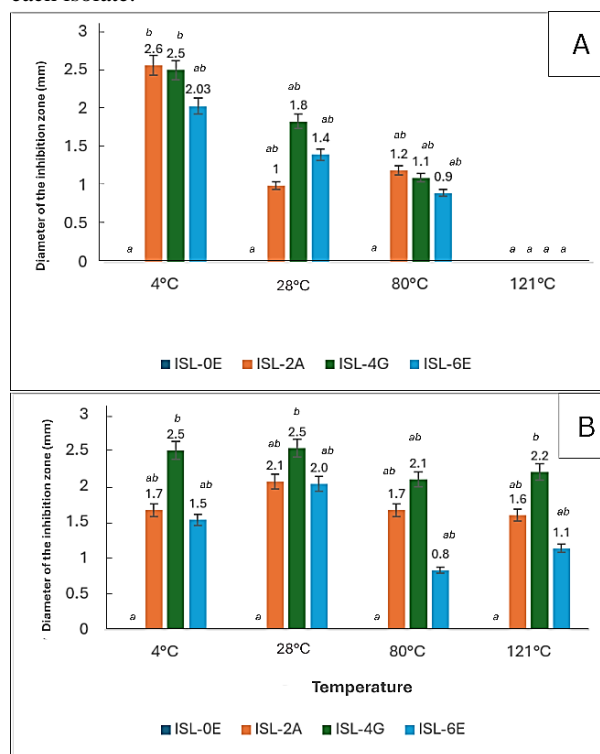 each isolate.
A
Diameter of the inhibition zone (mm)
3
2.5
2
1.5
1
0.5
0
a
b
2.6
b
2.5
ab
2.03
a
ab
1
ab
1.8
ab
1.4
a
ab
1.2
ab
1.1
ab
0.9
a a a a
4°C 28°C 80°C 121°C
ISL-0E ISL-2A ISL-4G ISL-6E
B
Diameter of the inhibition zone (mm)
3
2.5
2
1.5
1
0.5
0
a
ab
1.7
b
2.5
ab
1.5
a
ab
2.1
b
2.5
ab
2.0
a
ab
1.7
ab
2.1
ab
0.8
a
ab
1.6
b
2.2
ab
1.1
4°C 28°C 80°C 121°C
Temperature
ISL-0E ISL-2A ISL-4G ISL-6E